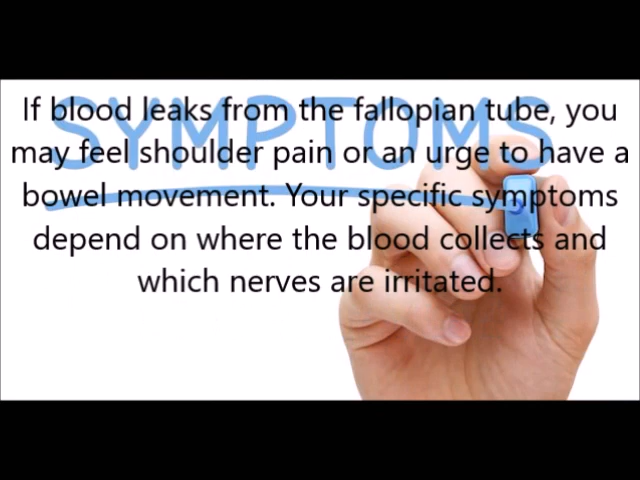 SYMPTOMS
If blood leaks from the fallopian tube, you
may feel shoulder pain or an urge to have a
bowel movement. Your specific symptoms
depend on where the blood collects and
which nerves are irritated.